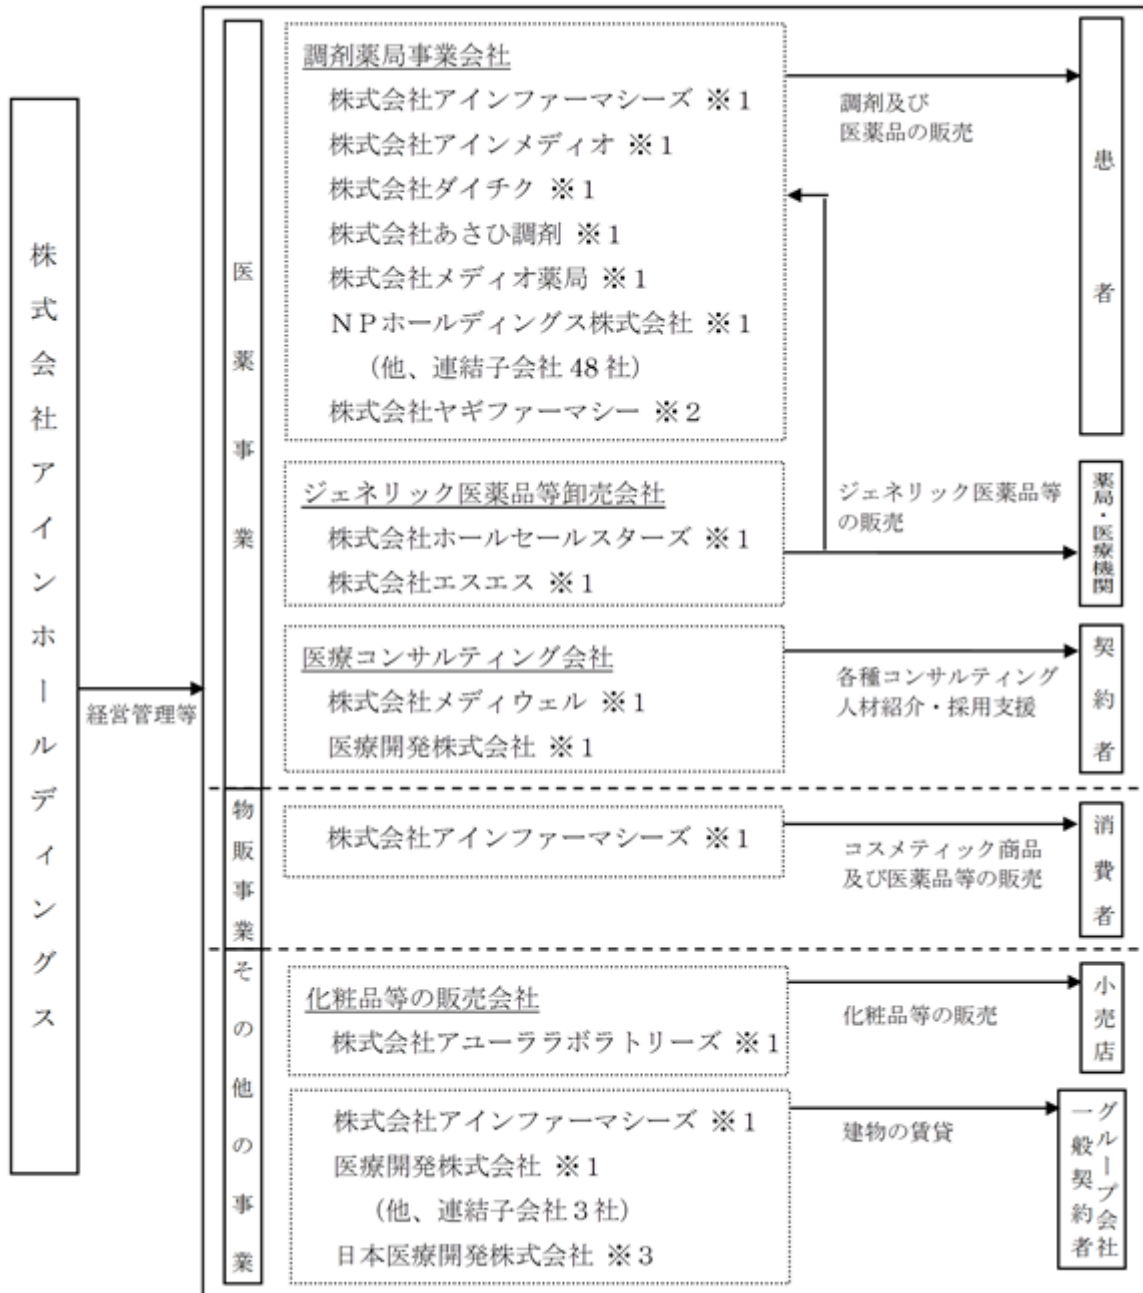 株式会社アインホールディングス
経営管理等
医薬事業
調剤薬局事業会社
株式会社アインファーマシーズ ※1
株式会社アインメディオ ※1
株式会社ダイチク ※1
株式会社あさひ調剤 ※1
株式会社メディオ薬局 ※1
NPホールディングス株式会社 ※1
(他、連結子会社 48 社)
株式会社ヤギファーマシー ※2
調剤及び
医薬品の販売
患者
ジェネリック医薬品等卸売会社
株式会社ホールセールスターズ ※1
株式会社エスエス ※1
ジェネリック医薬品等
の販売
薬局・医療機関
医療コンサルティング会社
株式会社メディウェル ※1
医療開発株式会社 ※1
各種コンサルティング
人材紹介・採用支援
契約者
物販事業
株式会社アインファーマシーズ ※1
コスメティック商品
及び医薬品等の販売
消費者
その他の事業
化粧品等の販売会社
株式会社アユーララボラトリーズ ※1
化粧品等の販売
小売店
株式会社アインファーマシーズ ※1
医療開発株式会社 ※1
(他、連結子会社3社)
日本医療開発株式会社 ※3
建物の賃貸
グループ会社
一般契約者